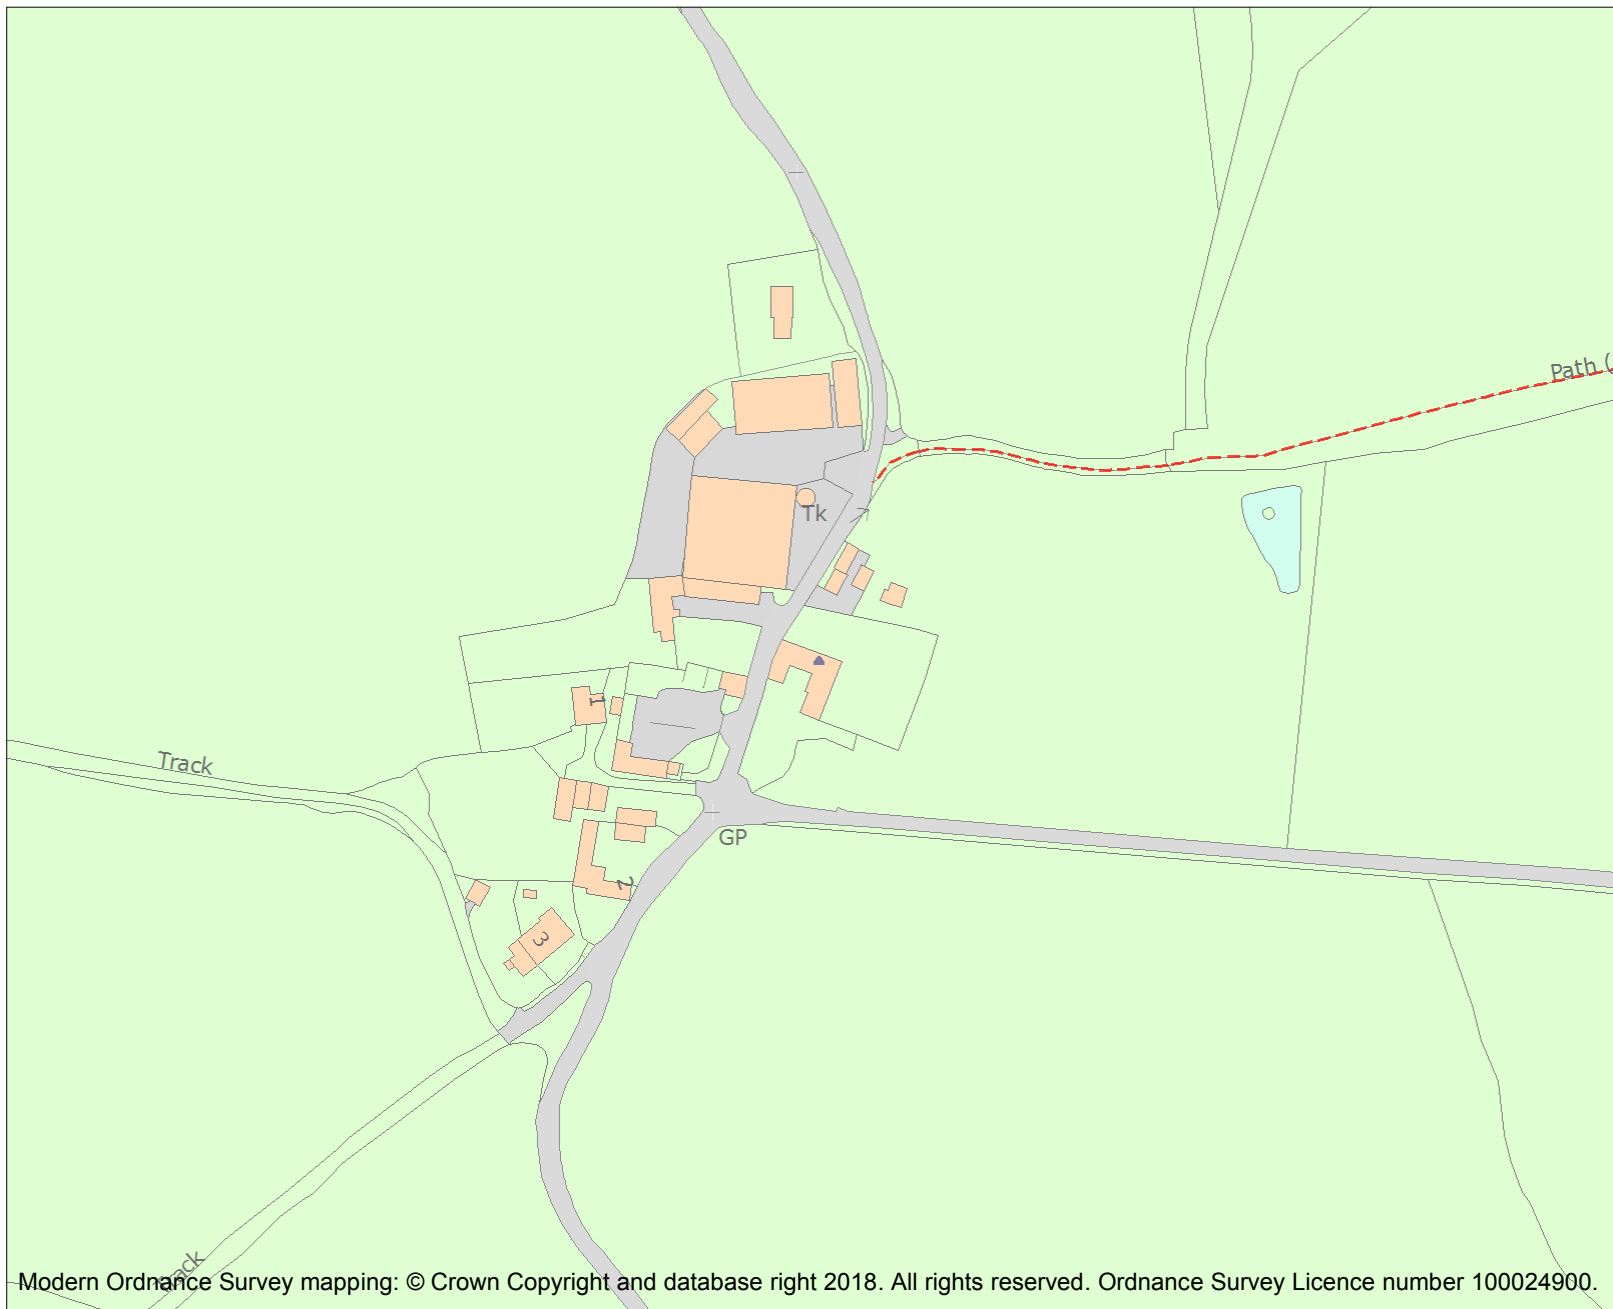 Path (
Tk
1
Track
GP
2
3
Track
Modern Ordnance Survey mapping: © Crown Copyright and database right 2018. All rights reserved. Ordnance Survey Licence number 100024900.